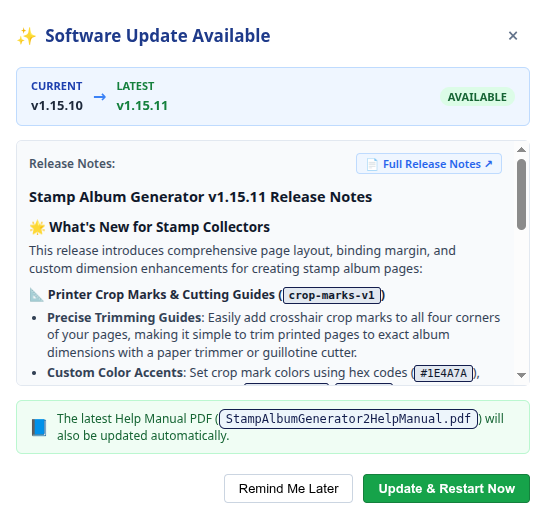 ✨ Software Update Available ×
CURRENT → LATEST
v1.15.10 v1.15.11
AVAILABLE
Release Notes:
📄 Full Release Notes ↗
Stamp Album Generator v1.15.11 Release Notes
🌟 What's New for Stamp Collectors
This release introduces comprehensive page layout, binding margin, and
custom dimension enhancements for creating stamp album pages:
📐 Printer Crop Marks & Cutting Guides (crop-marks-v1)
• Precise Trimming Guides: Easily add crosshair crop marks to all four corners
of your pages, making it simple to trim printed pages to exact album
dimensions with a paper trimmer or guillotine cutter.
• Custom Color Accents: Set crop mark colors using hex codes (#1E4A7A),
📘 The latest Help Manual PDF (StampAlbumGenerator2HelpManual.pdf) will
also be updated automatically.
Remind Me Later
Update & Restart Now